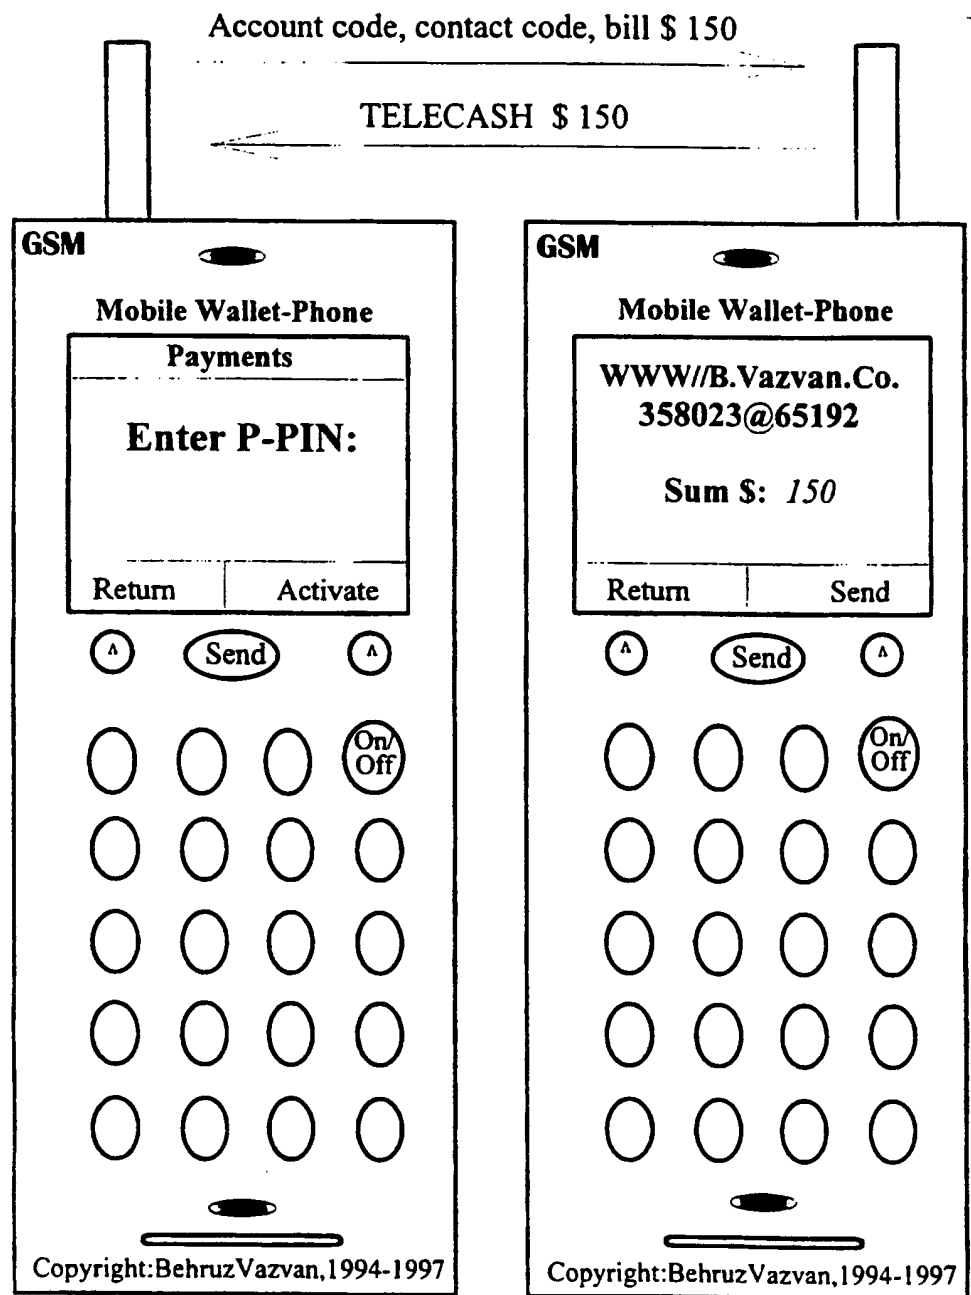 Account code, contact code, bill $ 150
TELECASH $ 150
GSM
Mobile Wallet-Phone
Payments
Enter P-PIN:
Return Activate
^ Send ^
On/
Off
Copyright:BehruzVazvan,1994-1997
GSM
Mobile Wallet-Phone
WWW//B.Vazvan.Co.
358023@65192
Sum $: 150
Return Send
^ Send ^
On/
Off
Copyright:BehruzVazvan,1994-1997